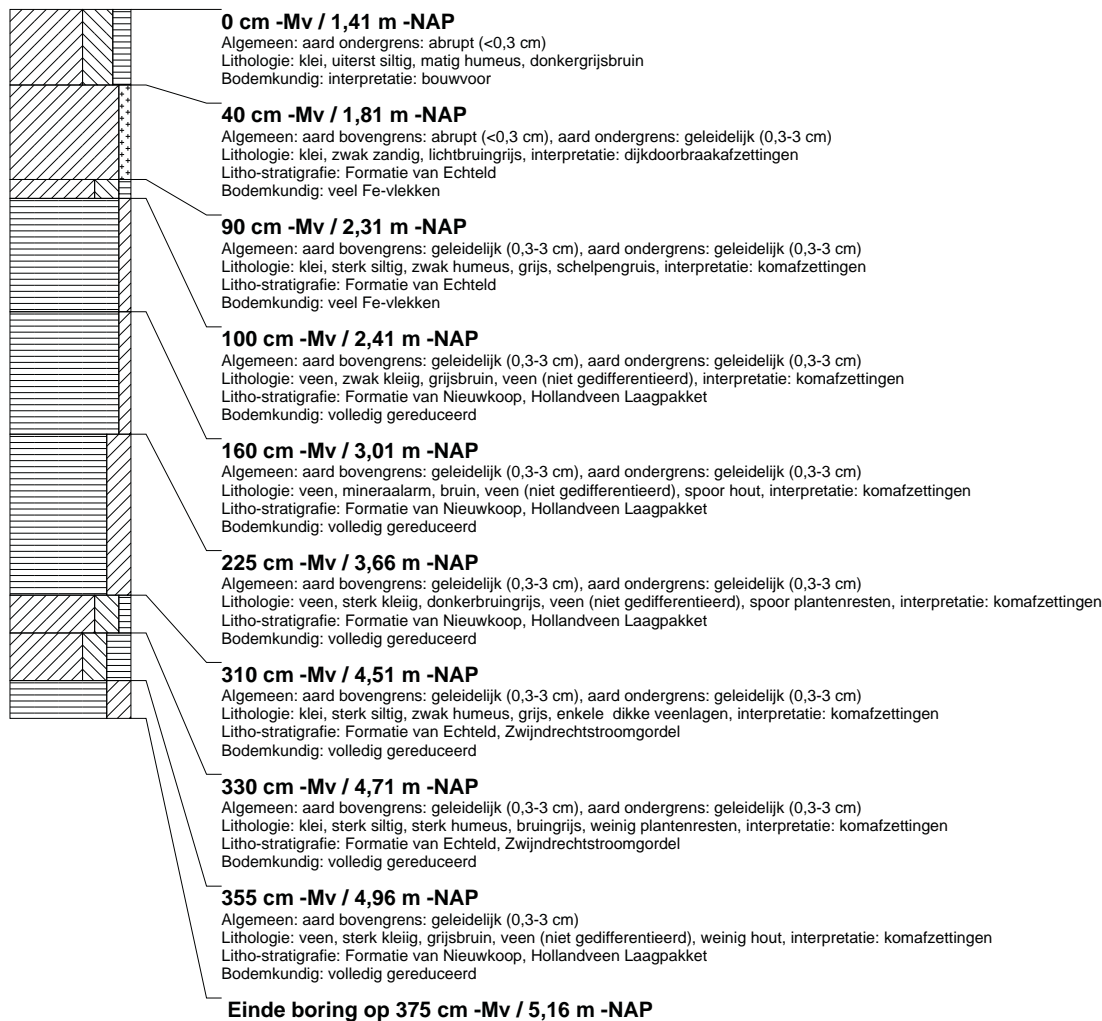 0 cm -Mv / 1,41 m -NAP
Algemeen: aard ondergrens: abrupt (<0,3 cm)
Lithologie: klei, uiterst siltig, matig humeus, donkergrijsbruin
Bodemkundig: interpretatie: bouwvoor
40 cm -Mv / 1,81 m -NAP
Algemeen: aard bovengrens: abrupt (<0,3 cm), aard ondergrens: geleidelijk (0,3-3 cm)
Lithologie: klei, zwak zandig, lichtbruingrijs, interpretatie: dijkdoorbraakafzettingen
Litho-stratigrafie: Formatie van Echteld
Bodemkundig: veel Fe-vlekken
90 cm -Mv / 2,31 m -NAP
Algemeen: aard bovengrens: geleidelijk (0,3-3 cm), aard ondergrens: geleidelijk (0,3-3 cm)
Lithologie: klei, sterk siltig, zwak humeus, grijs, schelpengruis, interpretatie: komafzettingen
Litho-stratigrafie: Formatie van Echteld
Bodemkundig: veel Fe-vlekken
100 cm -Mv / 2,41 m -NAP
Algemeen: aard bovengrens: geleidelijk (0,3-3 cm), aard ondergrens: geleidelijk (0,3-3 cm)
Lithologie: veen, zwak kleiig, grijsbruin, veen (niet gedifferentieerd), interpretatie: komafzettingen
Litho-stratigrafie: Formatie van Nieuwkoop, Hollandveen Laagpakket
Bodemkundig: volledig gereduceerd
160 cm -Mv / 3,01 m -NAP
Algemeen: aard bovengrens: geleidelijk (0,3-3 cm), aard ondergrens: geleidelijk (0,3-3 cm)
Lithologie: veen, mineraalarm, bruin, veen (niet gedifferentieerd), spoor hout, interpretatie: komafzettingen
Litho-stratigrafie: Formatie van Nieuwkoop, Hollandveen Laagpakket
Bodemkundig: volledig gereduceerd
225 cm -Mv / 3,66 m -NAP
Algemeen: aard bovengrens: geleidelijk (0,3-3 cm), aard ondergrens: geleidelijk (0,3-3 cm)
Lithologie: veen, sterk kleiig, donkerbruingrijs, veen (niet gedifferentieerd), spoor plantenresten, interpretatie: komafzettingen
Litho-stratigrafie: Formatie van Nieuwkoop, Hollandveen Laagpakket
Bodemkundig: volledig gereduceerd
310 cm -Mv / 4,51 m -NAP
Algemeen: aard bovengrens: geleidelijk (0,3-3 cm), aard ondergrens: geleidelijk (0,3-3 cm)
Lithologie: klei, sterk siltig, zwak humeus, grijs, enkele dikke veenlagen, interpretatie: komafzettingen
Litho-stratigrafie: Formatie van Echteld, Zwijndrechtstroomgordel
Bodemkundig: volledig gereduceerd
330 cm -Mv / 4,71 m -NAP
Algemeen: aard bovengrens: geleidelijk (0,3-3 cm), aard ondergrens: geleidelijk (0,3-3 cm)
Lithologie: klei, sterk siltig, sterk humeus, bruingrijs, weinig plantenresten, interpretatie: komafzettingen
Litho-stratigrafie: Formatie van Echteld, Zwijndrechtstroomgordel
Bodemkundig: volledig gereduceerd
355 cm -Mv / 4,96 m -NAP
Algemeen: aard bovengrens: geleidelijk (0,3-3 cm)
Lithologie: veen, sterk kleiig, grijsbruin, veen (niet gedifferentieerd), weinig hout, interpretatie: komafzettingen
Litho-stratigrafie: Formatie van Nieuwkoop, Hollandveen Laagpakket
Bodemkundig: volledig gereduceerd
Einde boring op 375 cm -Mv / 5,16 m -NAP